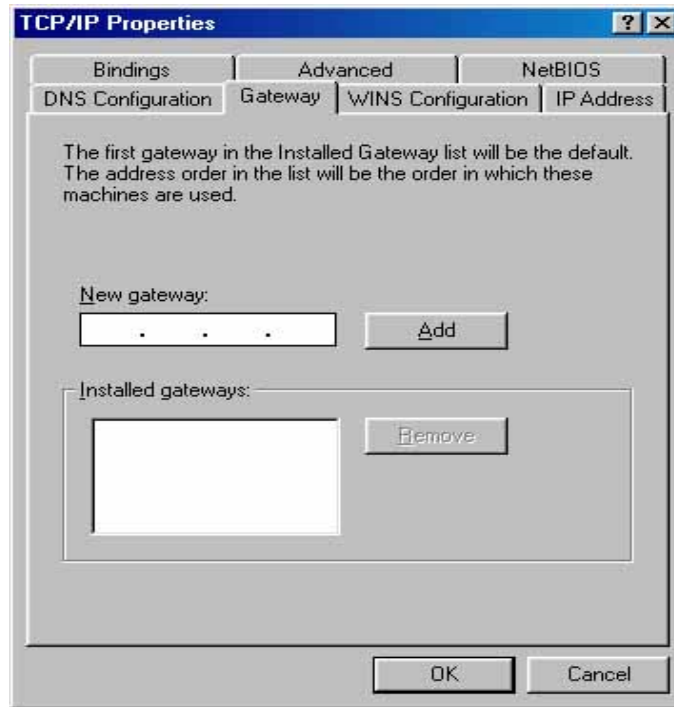 TCP/IP Properties
Bindings Advanced NetBIOS
DNS Configuration Gateway WINS Configuration IP Address
The first gateway in the Installed Gateway list will be the default.
The address order in the list will be the order in which these
machines are used.
New gateway:
. . .
Add
Installed gateways:
Remove
OK Cancel